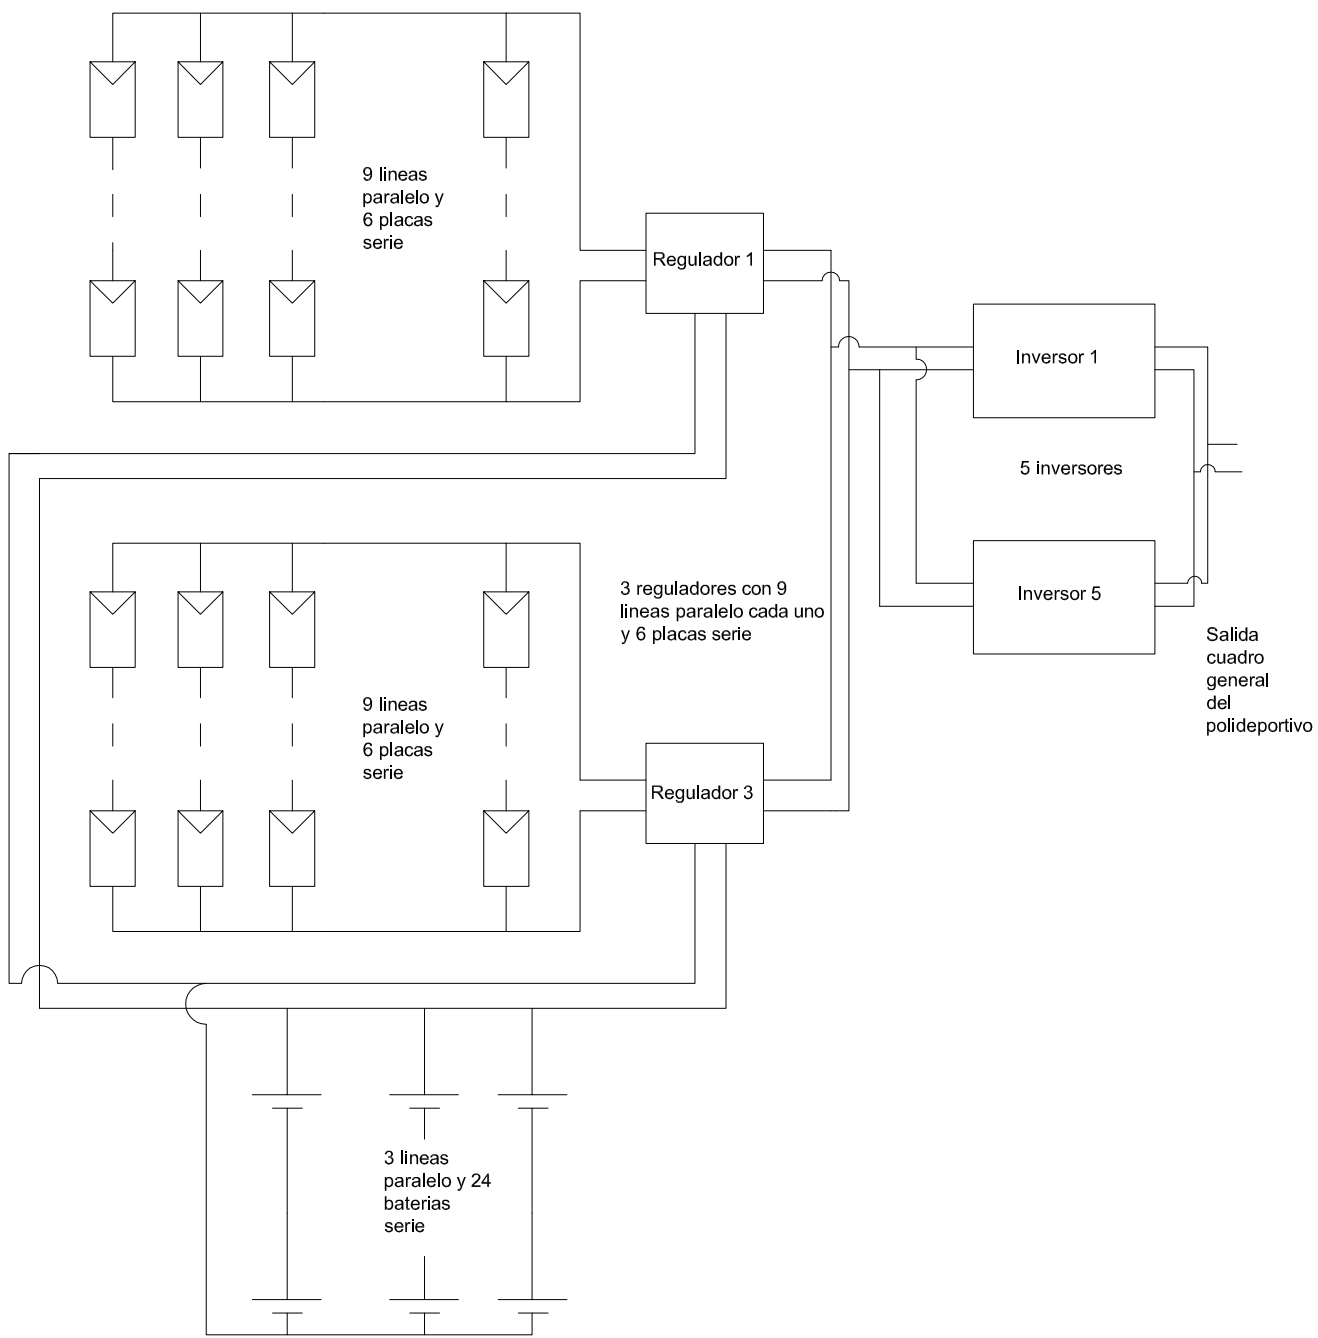 9 lineas
paralelo y
6 placas
serie
Regulador 1
Inversor 1
5 inversores
Inversor 5
3 reguladores con 9
lineas paralelo cada uno
y 6 placas serie
Salida
cuadro
general
del
polideportivo
9 lineas
paralelo y
6 placas
serie
Regulador 3
3 lineas
paralelo y 24
baterias
serie